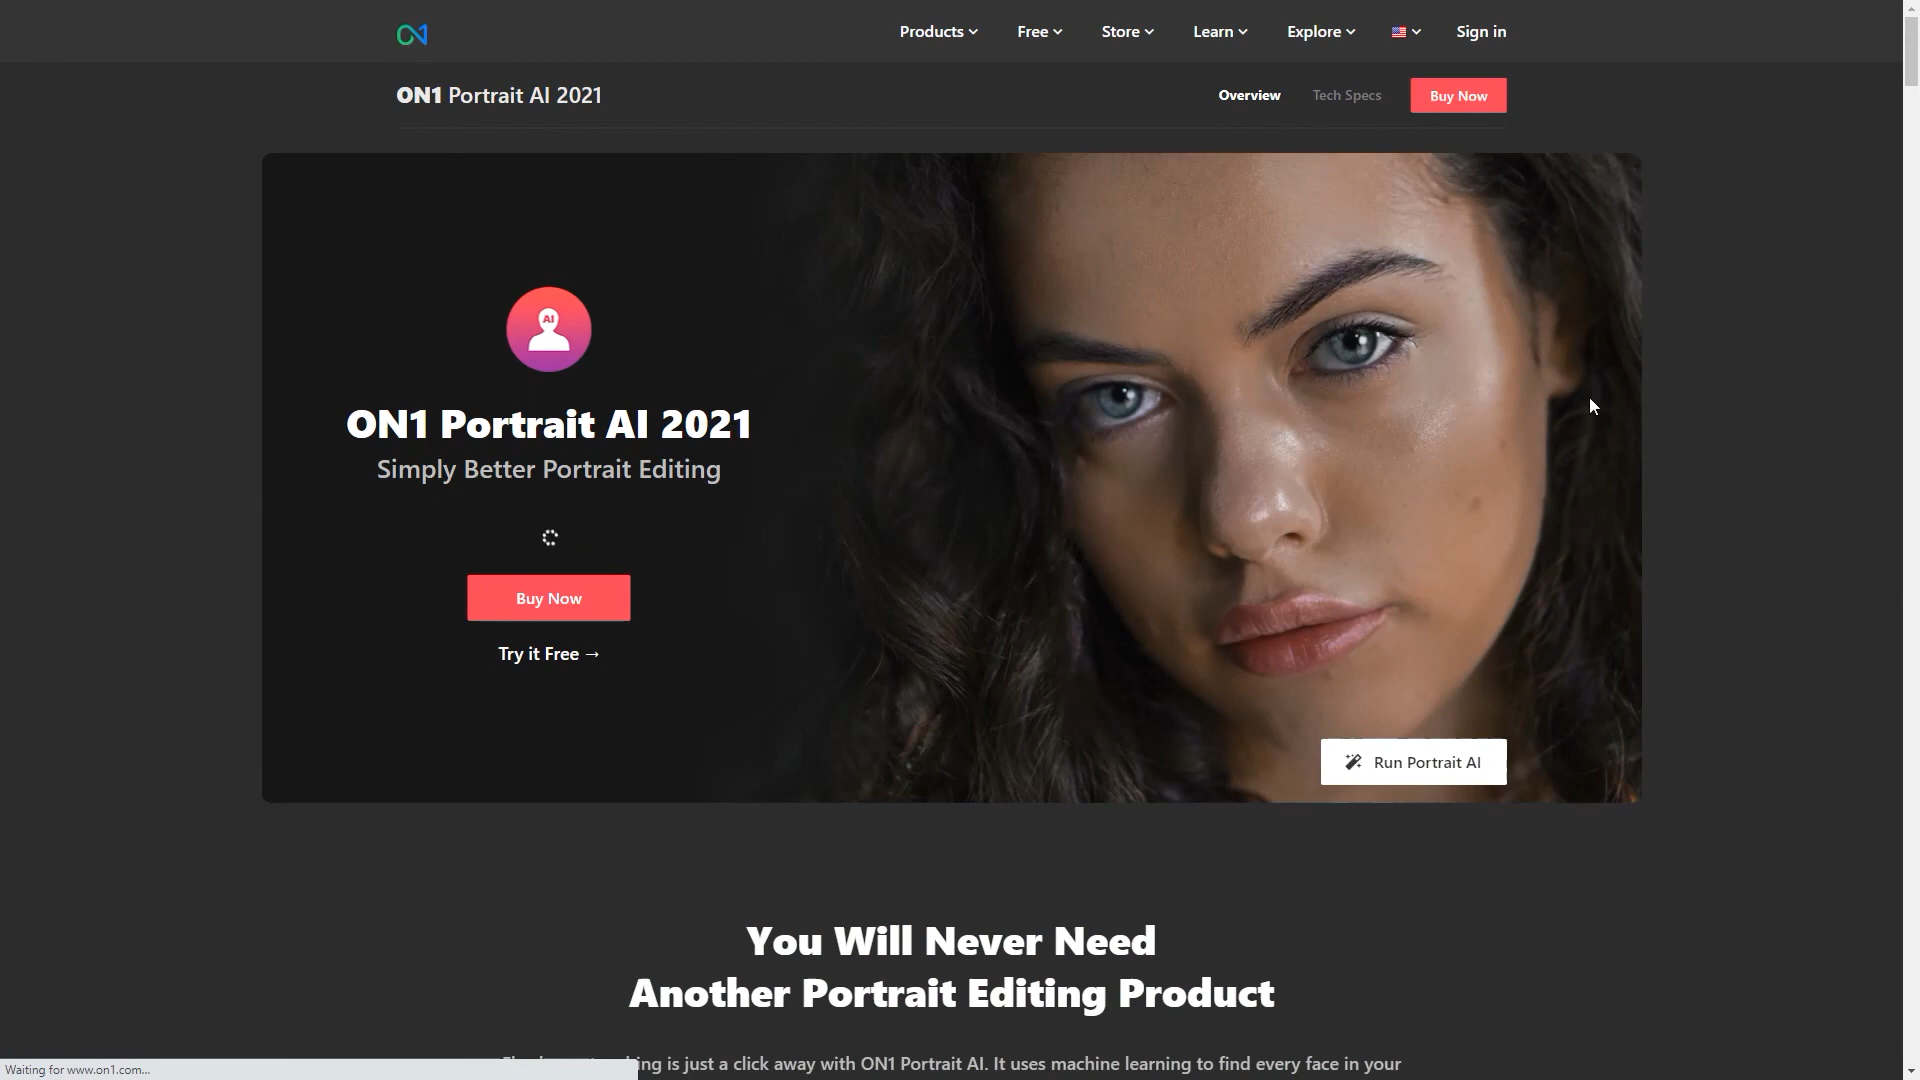 Products
Free
Store
Learn
Explore
Sign in
ON1 Portrait AI 2021
Overview
Tech Specs
Buy Now
AI
ON1 Portrait AI 2021
Simply Better Portrait Editing
Buy Now
Try it Free →
Run Portrait AI
You Will Never Need
Another Portrait Editing Product
is just a click away with ON1 Portrait AI. It uses machine learning to find every face in your
Waiting for www.on1.com...